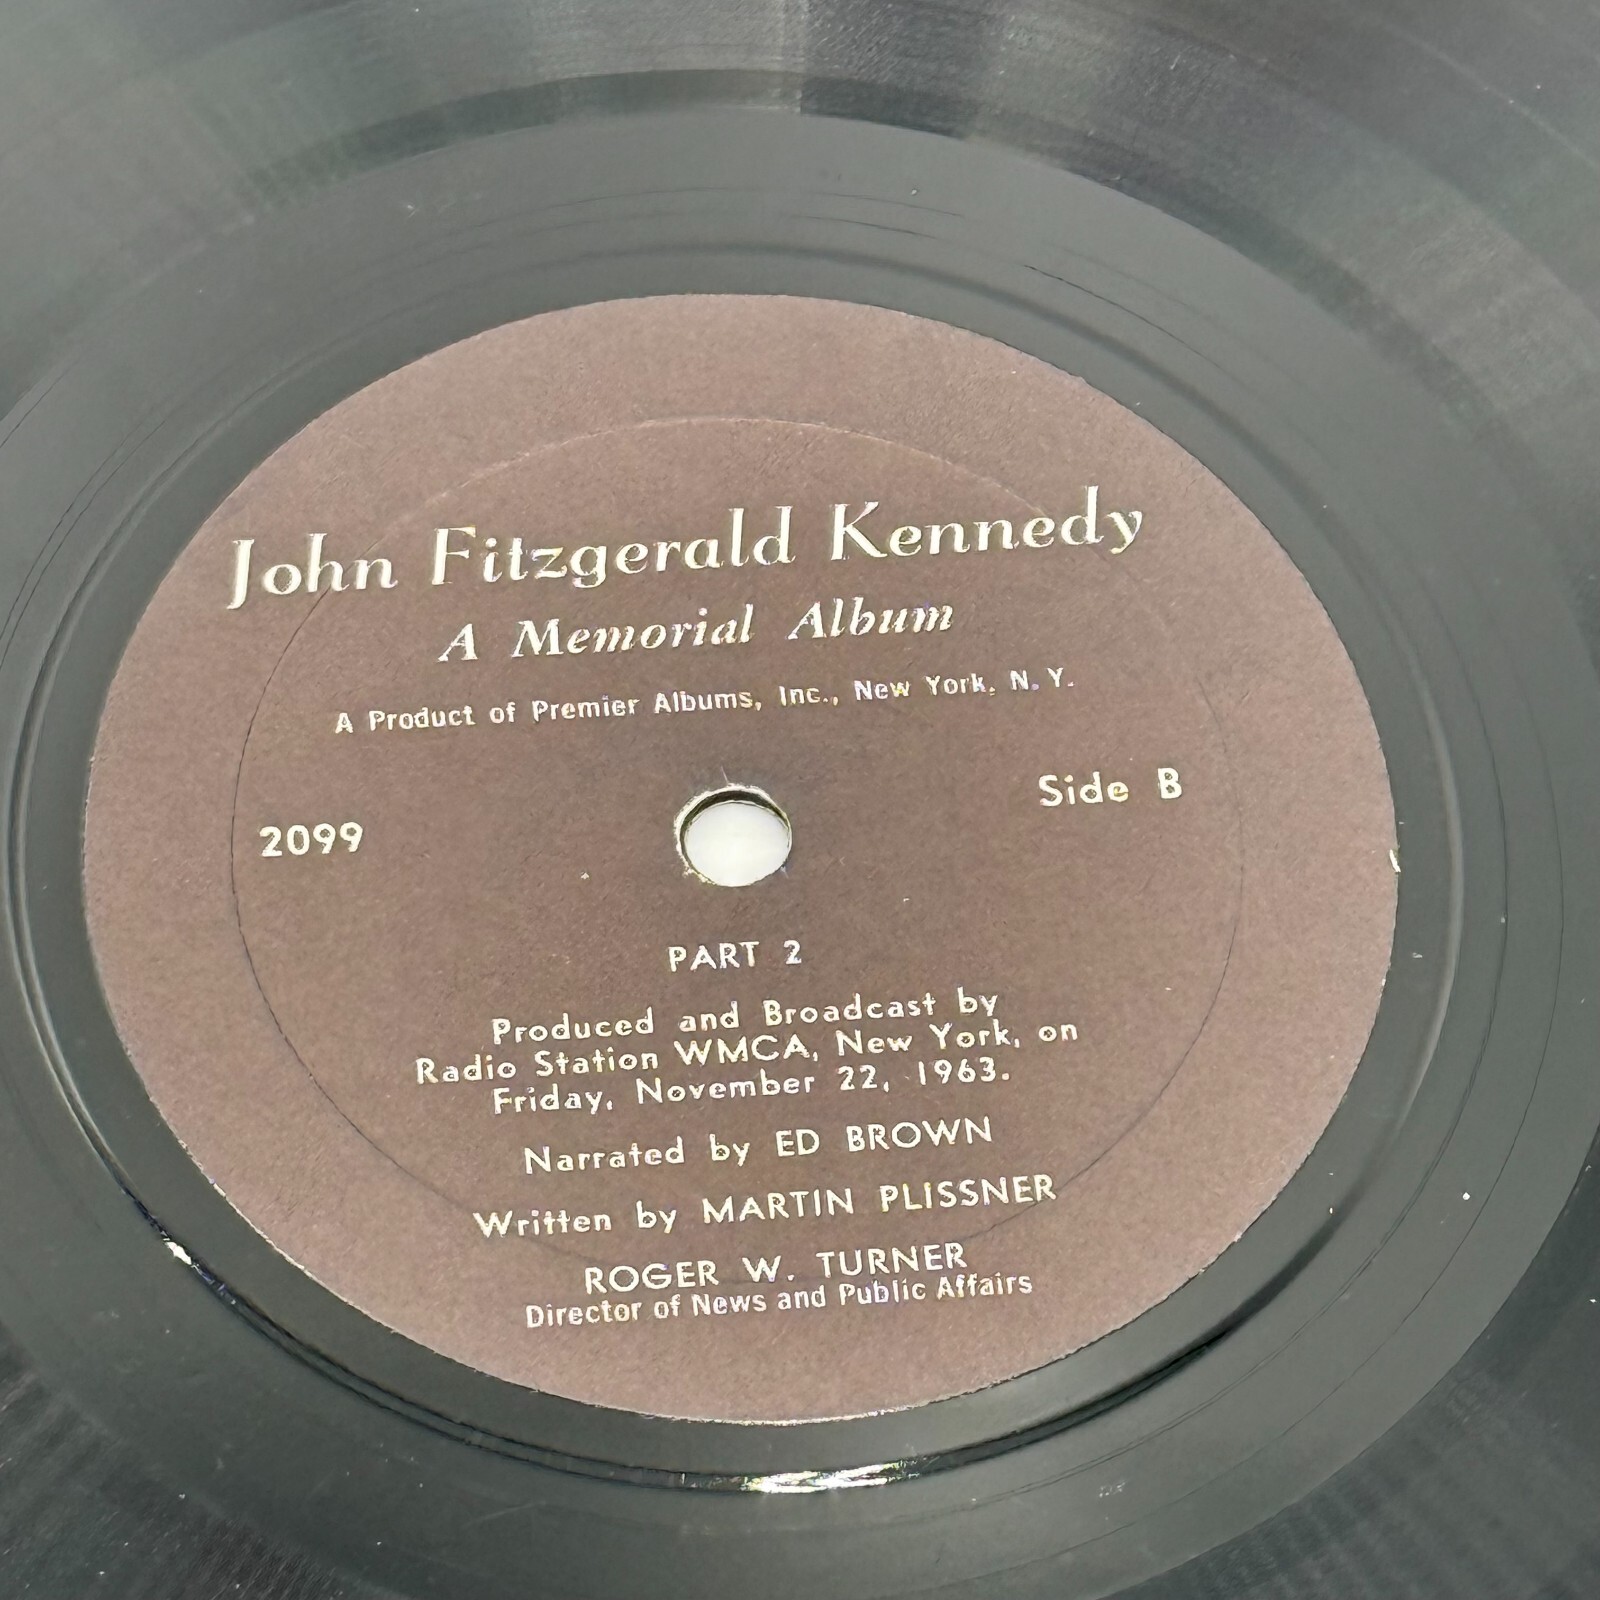 John Fitzgerald Kennedy
A Memorial Album
A Product of Premier Albums, Inc., New York, N. Y.
Side B
2099
PART 2
Produced and Broadcast by
Radio Station WMCA, New York, on
Friday, November 22, 1963.
Narrated by ED BROWN
Written by MARTIN PLISSNER
ROGER W. TURNER
Director of News and Public Affairs